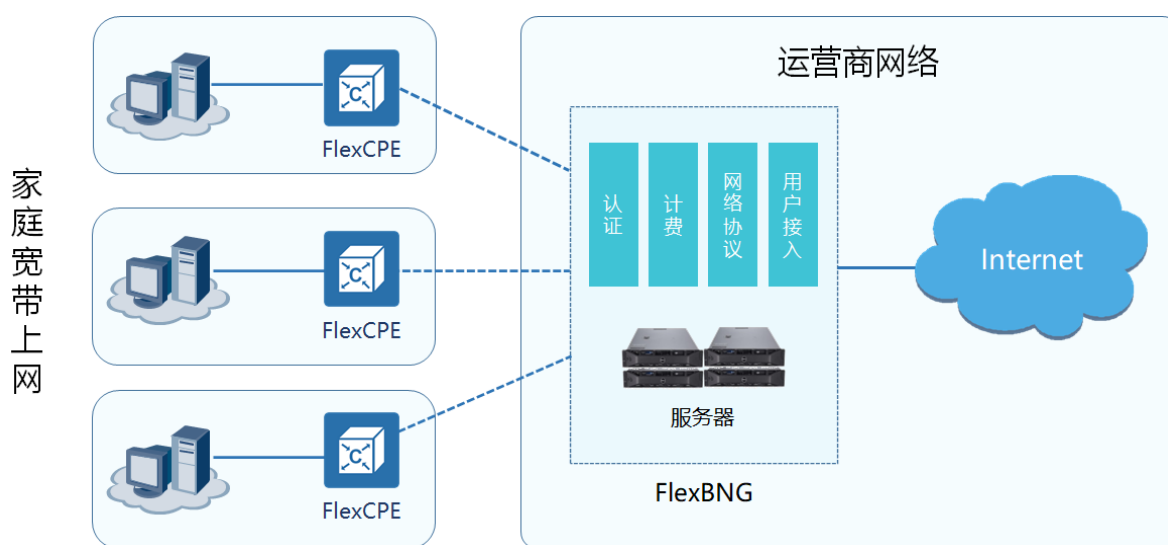 家庭宽带上网
FlexCPE
FlexCPE
FlexCPE
运营商网络
认证
计费
网络协议
用户接入
服务器
FlexBNG
Internet